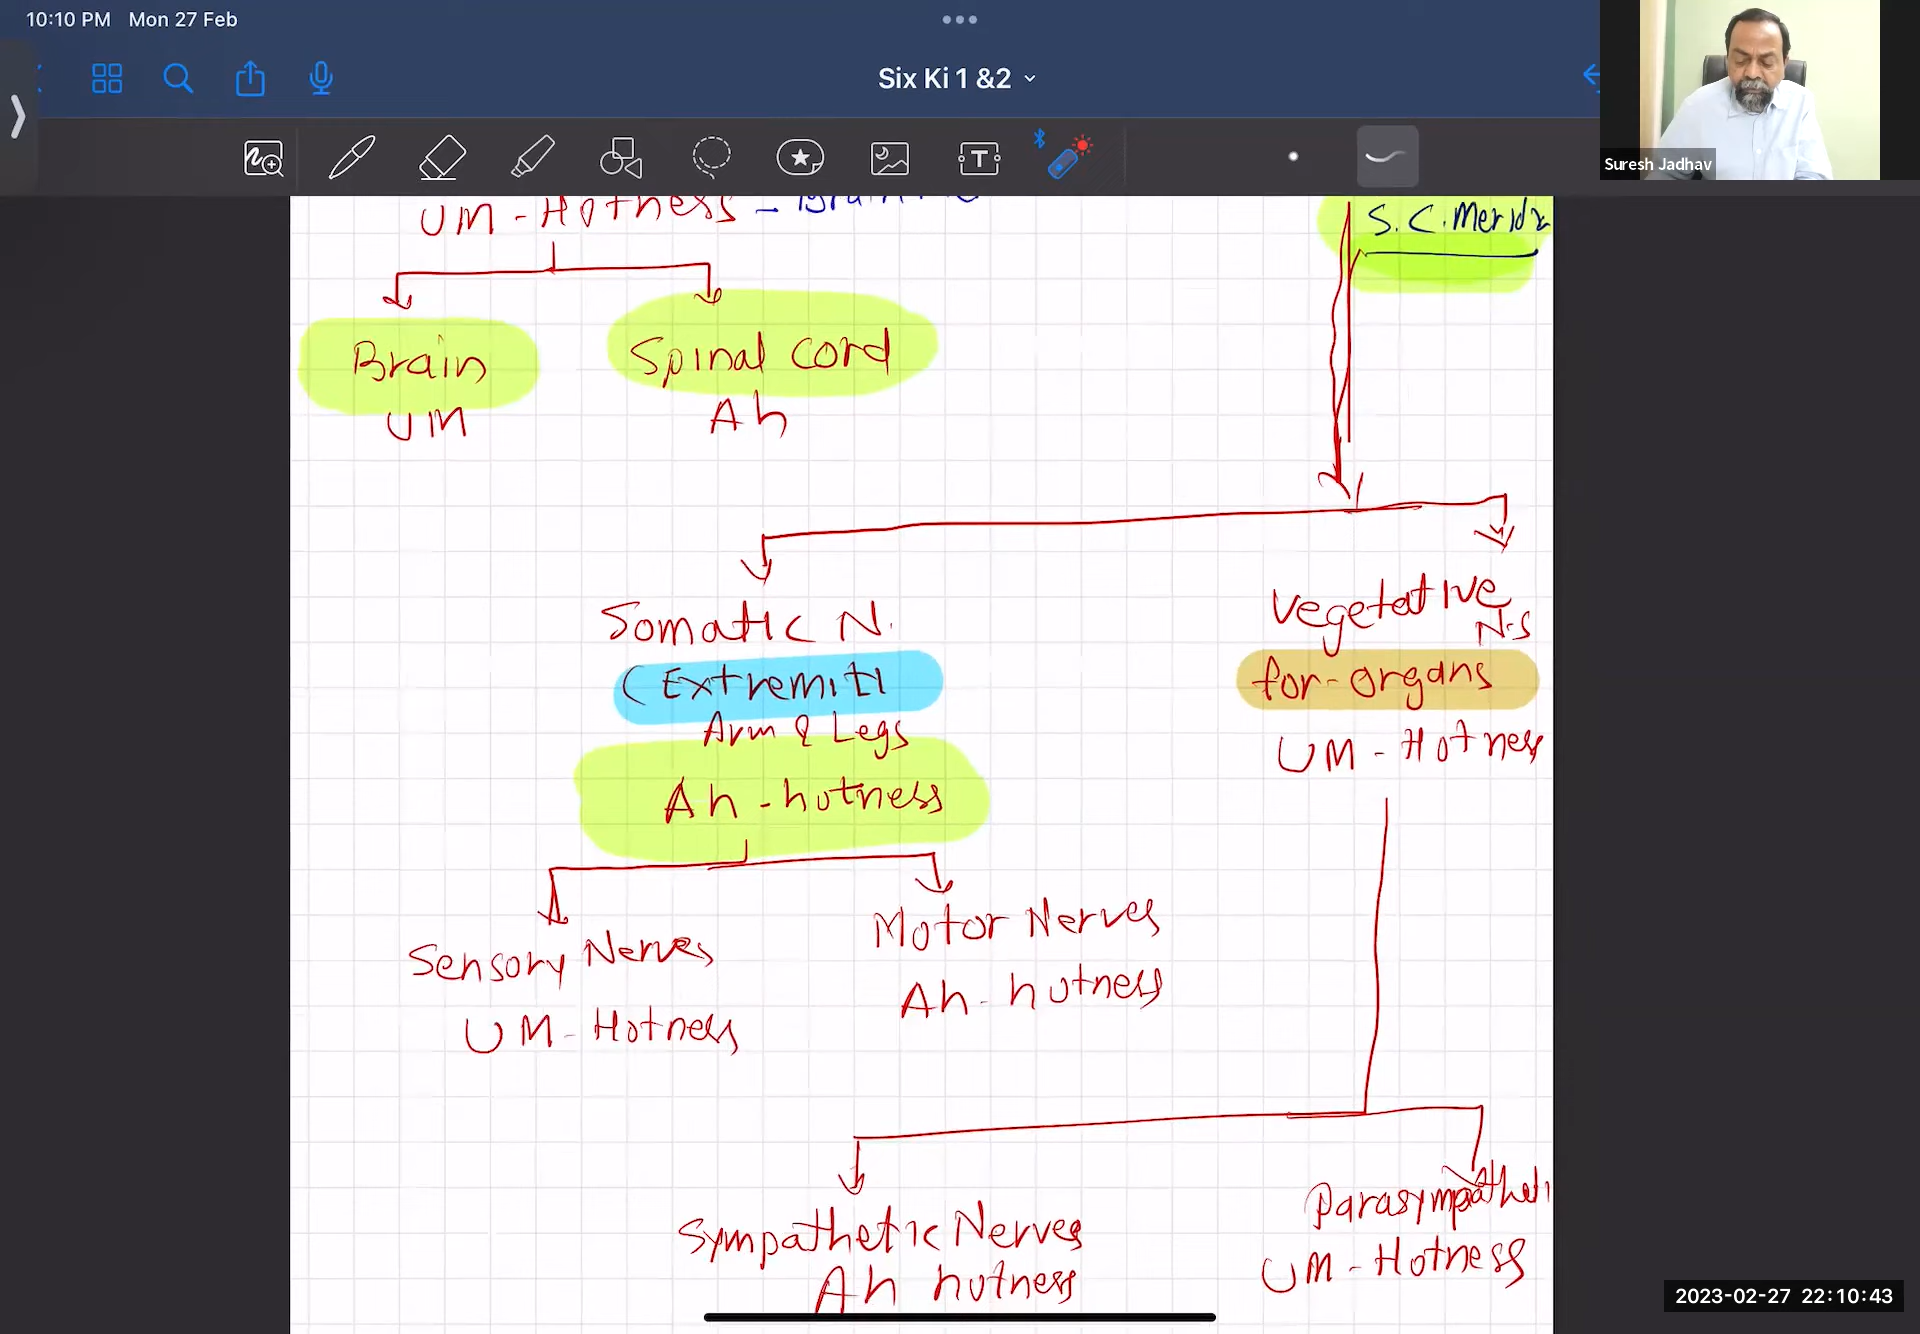 10:10 PM Mon 27 Feb
Six Ki 1 &2
Suresh Jadhav
UM - Hotness -
S. C. Merid
Brain
UM
Spinal cord
Ah
Somatic N.
(Extremiti
Arm & Legs
Ah - hotness
Vegetative
N.S
for-organs
UM - Hotness
Sensory Nerves
UM - Hotness
Motor Nerves
Ah - hotness
Sympathetic Nerves
Ah hotness
Parasympatheti
UM - Hotness
2023-02-27 22:10:43